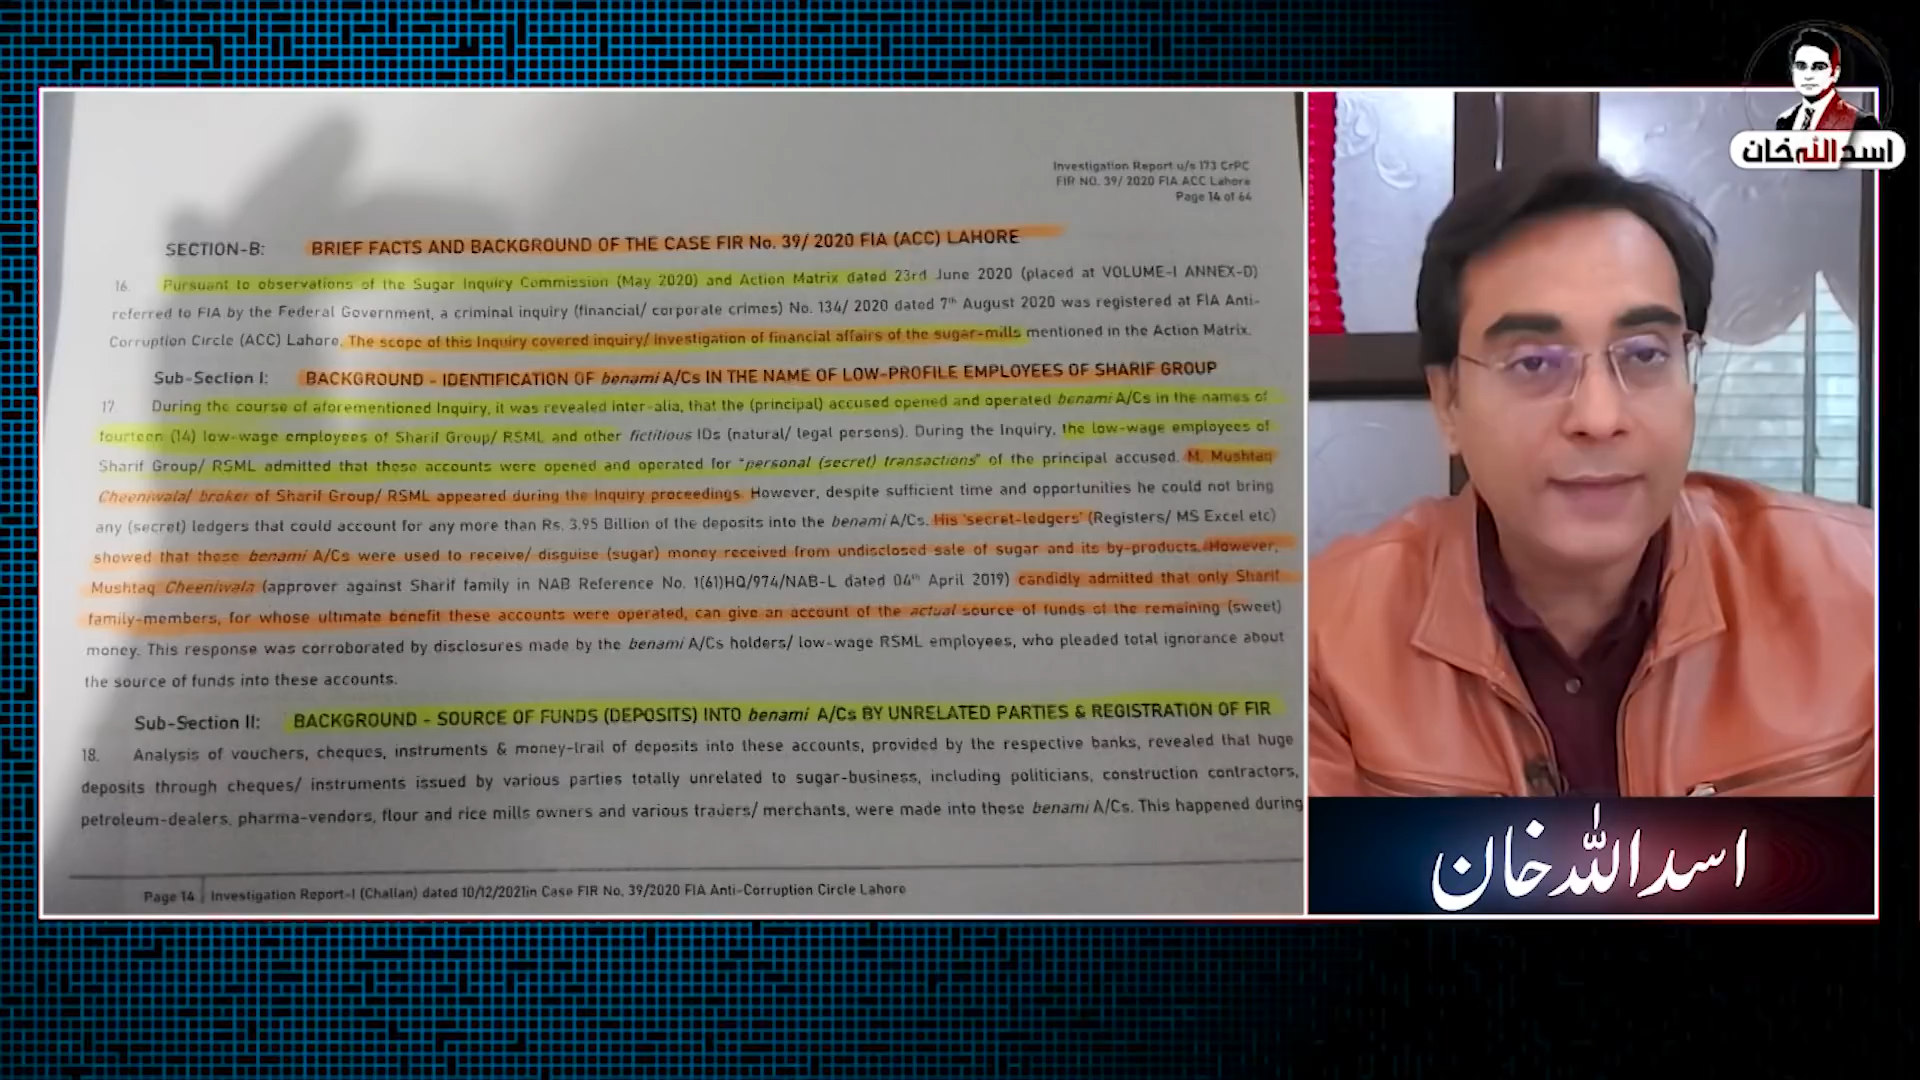 Investigation Report u/s 173 CrPC
FIR NO. 39/ 2020 FIA ACC Lahore
Page 14 of 64
SECTION-B: BRIEF FACTS AND BACKGROUND OF THE CASE FIR No. 39/ 2020 FIA (ACC) LAHORE
16. Pursuant to observations of the Sugar Inquiry Commission (May 2020) and Action Matrix dated 23rd June 2020 (placed at VOLUME-I ANNEX-D)
referred to FIA by the Federal Government, a criminal inquiry (financial/ corporate crimes) No. 134/ 2020 dated 7th August 2020 was registered at FIA Anti-
Corruption Circle (ACC) Lahore. The scope of this Inquiry covered inquiry/ investigation of financial affairs of the sugar-mills mentioned in the Action Matrix.
Sub-Section I: BACKGROUND - IDENTIFICATION OF benami A/Cs IN THE NAME OF LOW-PROFILE EMPLOYEES OF SHARIF GROUP
17. During the course of aforementioned Inquiry, it was revealed inter-alia, that the (principal) accused opened and operated benami A/Cs in the names of
fourteen (14) low-wage employees of Sharif Group/ RSML and other fictitious IDs (natural/ legal persons). During the Inquiry, the low-wage employees of
Sharif Group/ RSML admitted that these accounts were opened and operated for "personal (secret) transactions" of the principal accused. M. Mushtaq
Cheeniwala/ broker of Sharif Group/ RSML appeared during the Inquiry proceedings. However, despite sufficient time and opportunities he could not bring
any (secret) ledgers that could account for any more than Rs. 3.95 Billion of the deposits into the benami A/Cs. His 'secret-ledgers' (Registers/ MS Excel etc)
showed that these benami A/Cs were used to receive/ disguise (sugar) money received from undisclosed sale of sugar and its by-products. However,
Mushtaq Cheeniwala (approver against Sharif family in NAB Reference No. 1(61)HQ/974/NAB-L dated 04th April 2019) candidly admitted that only Sharif
family-members, for whose ultimate benefit these accounts were operated, can give an account of the actual source of funds of the remaining (sweet)
money. This response was corroborated by disclosures made by the benami A/Cs holders/ low-wage RSML employees, who pleaded total ignorance about
the source of funds into these accounts.
Sub-Section II: BACKGROUND - SOURCE OF FUNDS (DEPOSITS) INTO benami A/Cs BY UNRELATED PARTIES & REGISTRATION OF FIR
18. Analysis of vouchers, cheques, instruments & money-trail of deposits into these accounts, provided by the respective banks, revealed that huge
deposits through cheques/ instruments issued by various parties totally unrelated to sugar-business, including politicians, construction contractors,
petroleum-dealers, pharma-vendors, flour and rice mills owners and various traders/ merchants, were made into these benami A/Cs. This happened during
Page 14 | Investigation Report-I (Challan) dated 10/12/2021in Case FIR No. 39/2020 FIA Anti-Corruption Circle Lahore
اسد اللہ خان
اسد اللہ خان